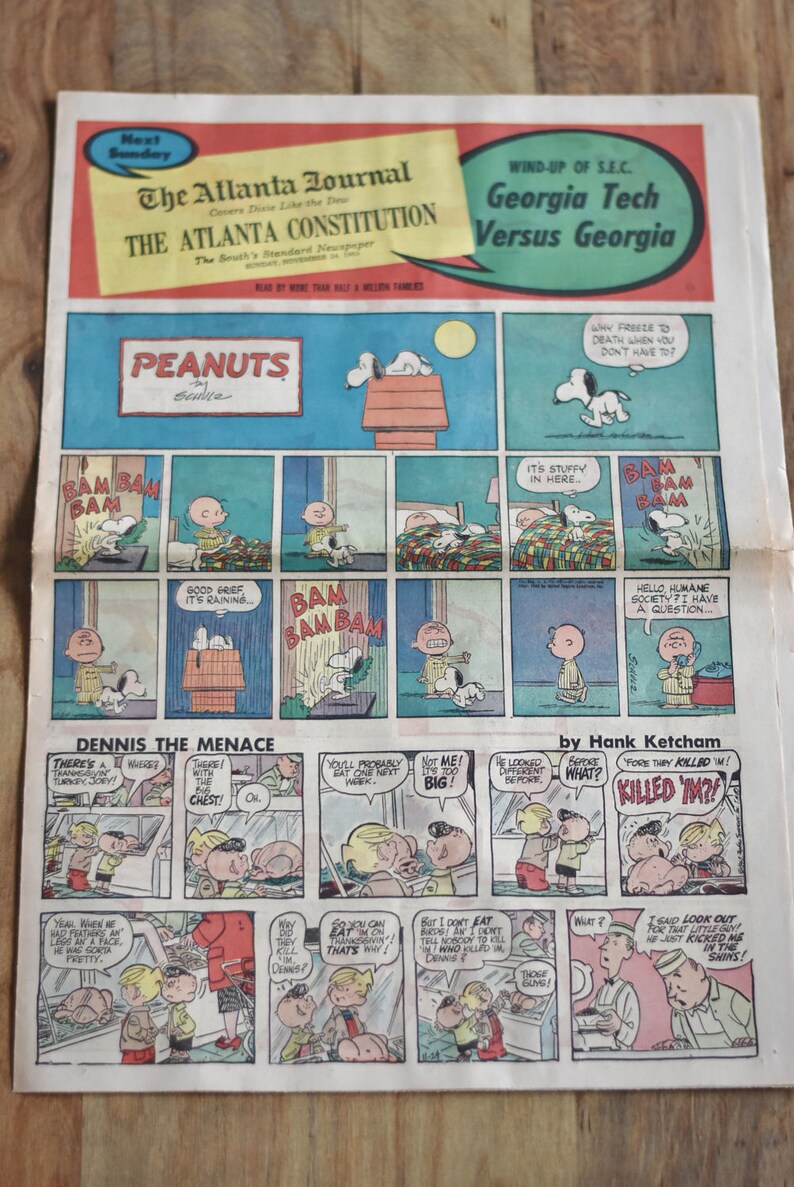 Next
Sunday
The Atlanta Journal
Covers Dixie Like the Dew
THE ATLANTA CONSTITUTION
The South's Standard Newspaper
SUNDAY, NOVEMBER 24, 1963
READ BY MORE THAN HALF A MILLION FAMILIES
WIND-UP OF S.E.C.
Georgia Tech
Versus Georgia
PEANUTS
by
SCHULZ
WHY FREEZE TO
DEATH WHEN YOU
DON'T HAVE TO?
BAM BAM
BAM
IT'S STUFFY
IN HERE..
BAM
BAM
BAM
GOOD GRIEF,
IT'S RAINING...
BAM
BAM BAM
HELLO, HUMANE
SOCIETY? I HAVE
A QUESTION...
SCHULZ
DENNIS THE MENACE
by Hank Ketcham
THERE'S A
'THANKSGIVIN'
TURKEY, JOEY!
WHERE?
THERE!
WITH
THE
BIG
CHEST!
OH.
YOU'LL PROBABLY
EAT ONE NEXT
WEEK.
NOT ME!
IT'S TOO
BIG!
HE LOOKED
DIFFERENT
BEFORE.
BEFORE
WHAT?
'FORE THEY KILLED 'IM!
KILLED 'IM?!
YEAH. WHEN HE
HAD FEATHERS AN'
LEGS AN' A FACE,
HE WAS SORTA
PRETTY.
WHY
DID
THEY
KILL
'IM,
DENNIS?
SO YOU CAN
EAT 'IM ON
THANKSGIVIN'!
THAT'S WHY!
BUT I DON'T EAT
BIRDS! AN' I DIDN'T
TELL NOBODY TO KILL
'IM! WHO KILLED 'IM,
DENNIS?
THOSE
GUYS!
11-24
WHAT?
I SAID LOOK OUT
FOR THAT LITTLE GUY!
HE JUST KICKED ME
IN THE
SHINS!